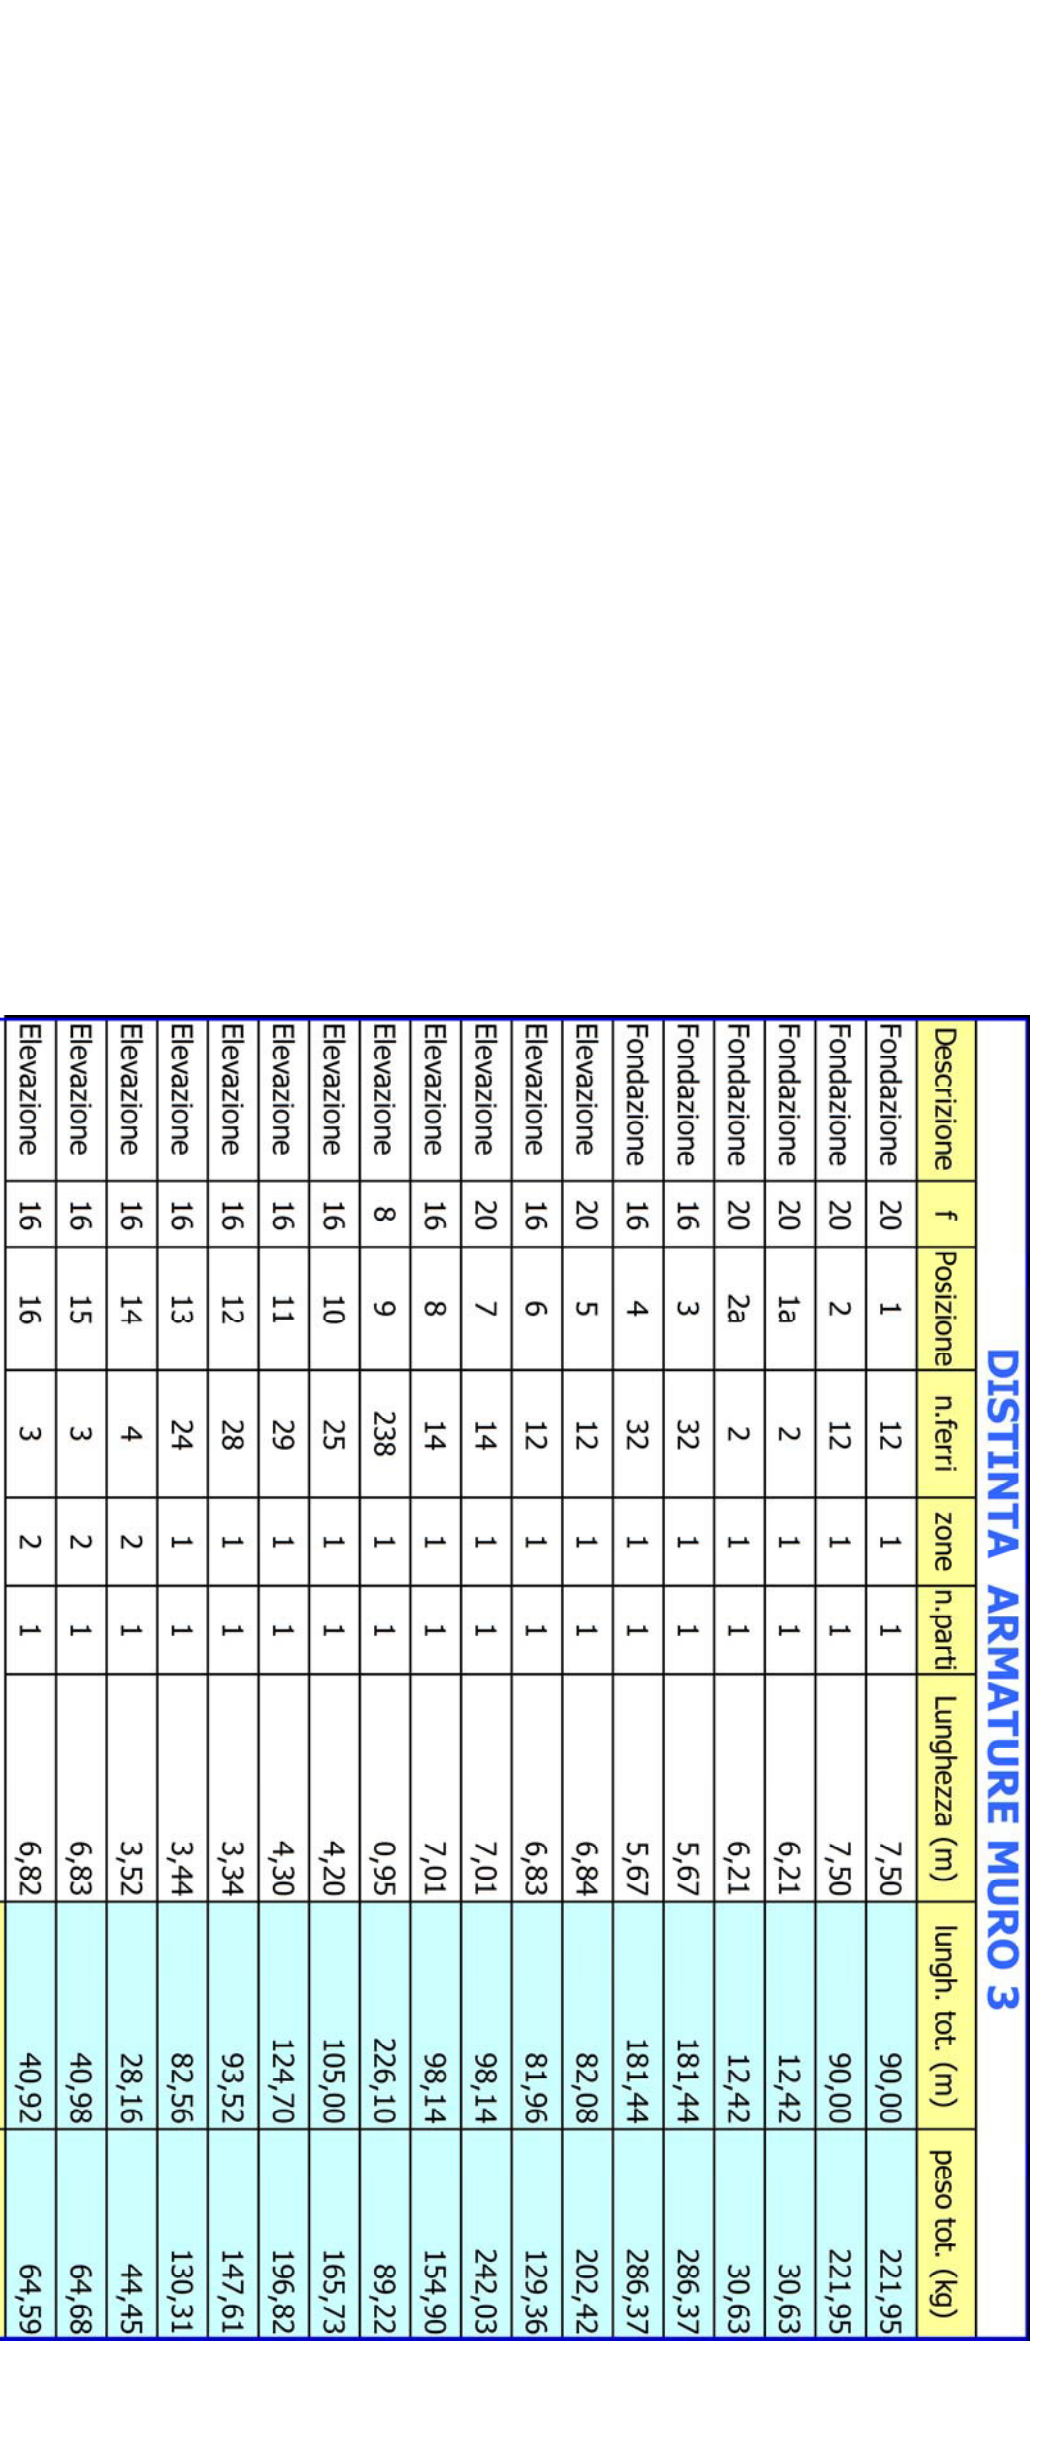 DISTINTA ARMATURE MURO 3
Descrizione f Posizione n.ferri zone n.parti Lunghezza (m) lungh. tot. (m) peso tot. (kg)
Fondazione 20 1 12 1 1 7,50 90,00 221,95
Fondazione 20 2 12 1 1 7,50 90,00 221,95
Fondazione 20 1a 2 1 1 6,21 12,42 30,63
Fondazione 20 2a 2 1 1 6,21 12,42 30,63
Fondazione 16 3 32 1 1 5,67 181,44 286,37
Fondazione 16 4 32 1 1 5,67 181,44 286,37
Elevazione 20 5 12 1 1 6,84 82,08 202,42
Elevazione 16 6 12 1 1 6,83 81,96 129,36
Elevazione 20 7 14 1 1 7,01 98,14 242,03
Elevazione 16 8 14 1 1 7,01 98,14 154,90
Elevazione 8 9 238 1 1 0,95 226,10 89,22
Elevazione 16 10 25 1 1 4,20 105,00 165,73
Elevazione 16 11 29 1 1 4,30 124,70 196,82
Elevazione 16 12 28 1 1 3,34 93,52 147,61
Elevazione 16 13 24 1 1 3,44 82,56 130,31
Elevazione 16 14 4 2 1 3,52 28,16 44,45
Elevazione 16 15 3 2 1 6,83 40,98 64,68
Elevazione 16 16 3 2 1 6,82 40,92 64,59